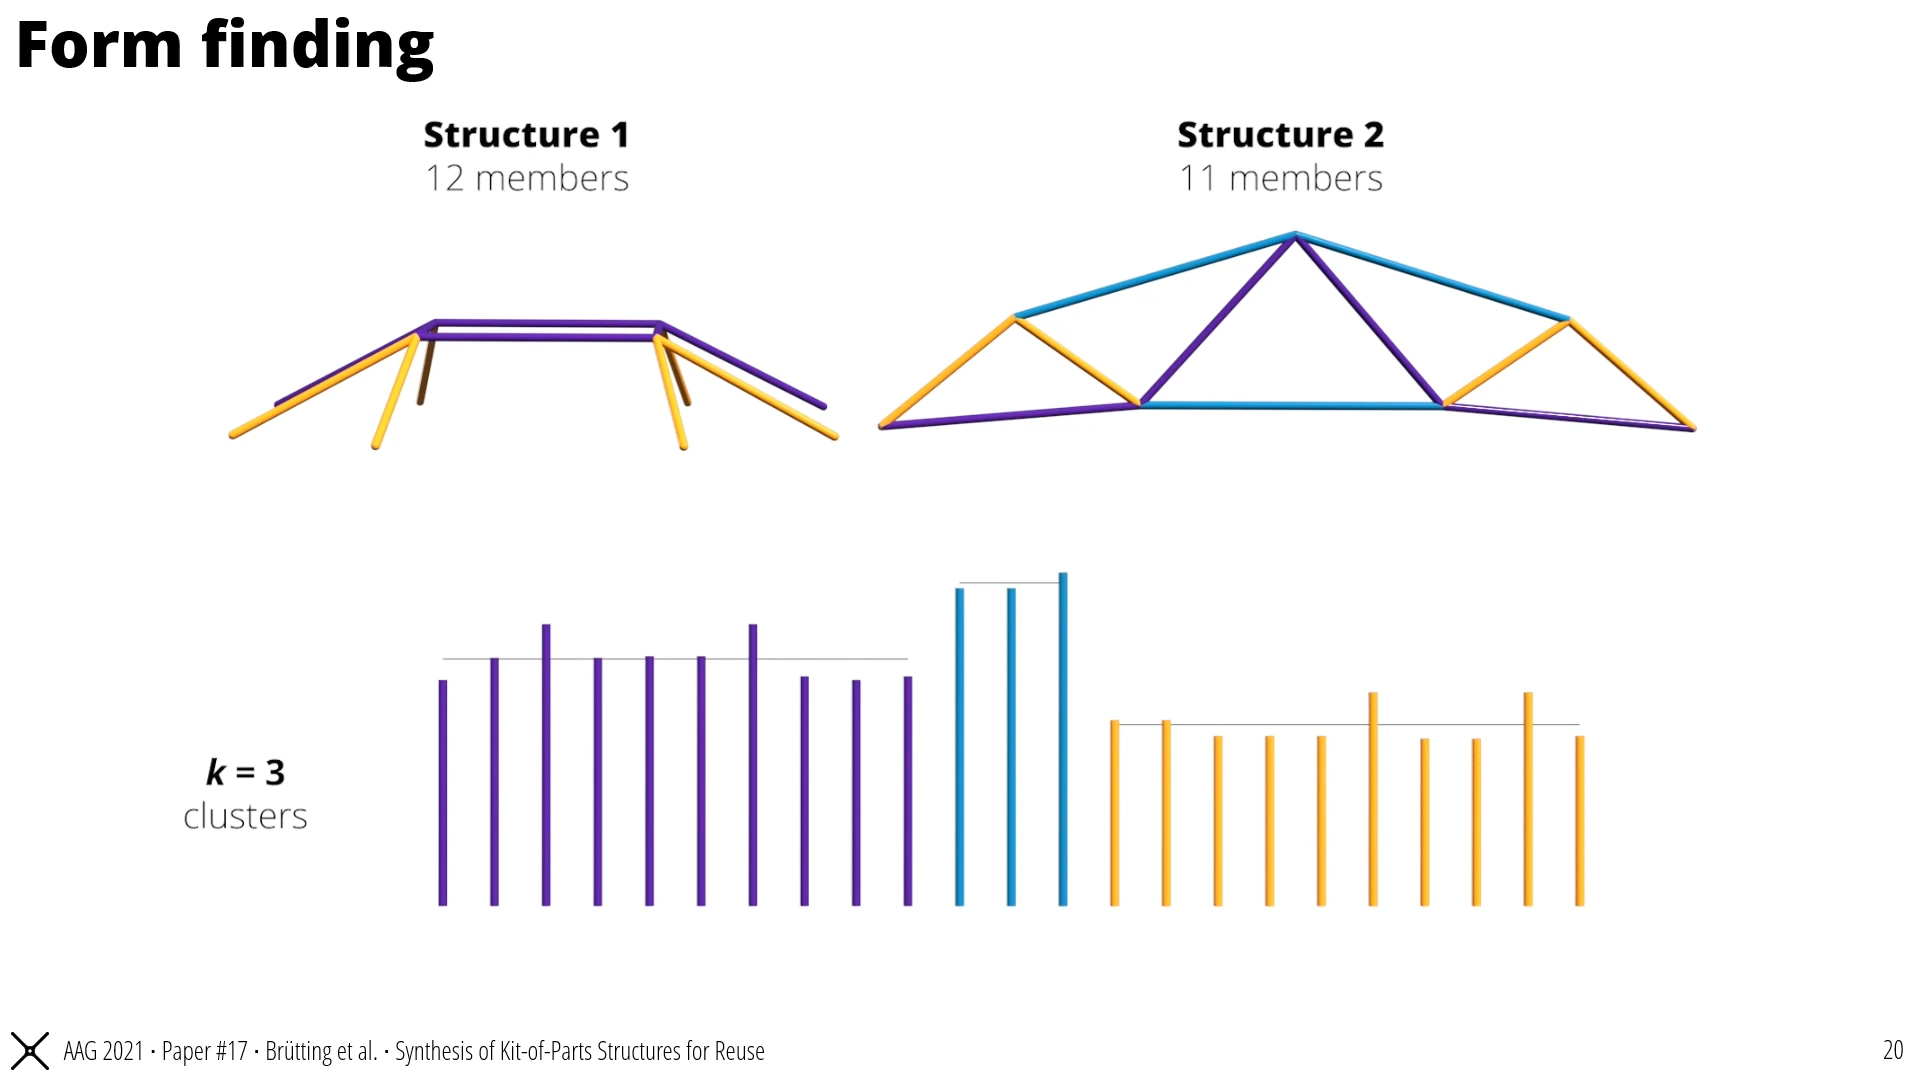 Form finding
Structure 1
12 members
Structure 2
11 members
k = 3
clusters
AAG 2021 · Paper #17 · Brütting et al. · Synthesis of Kit-of-Parts Structures for Reuse
20